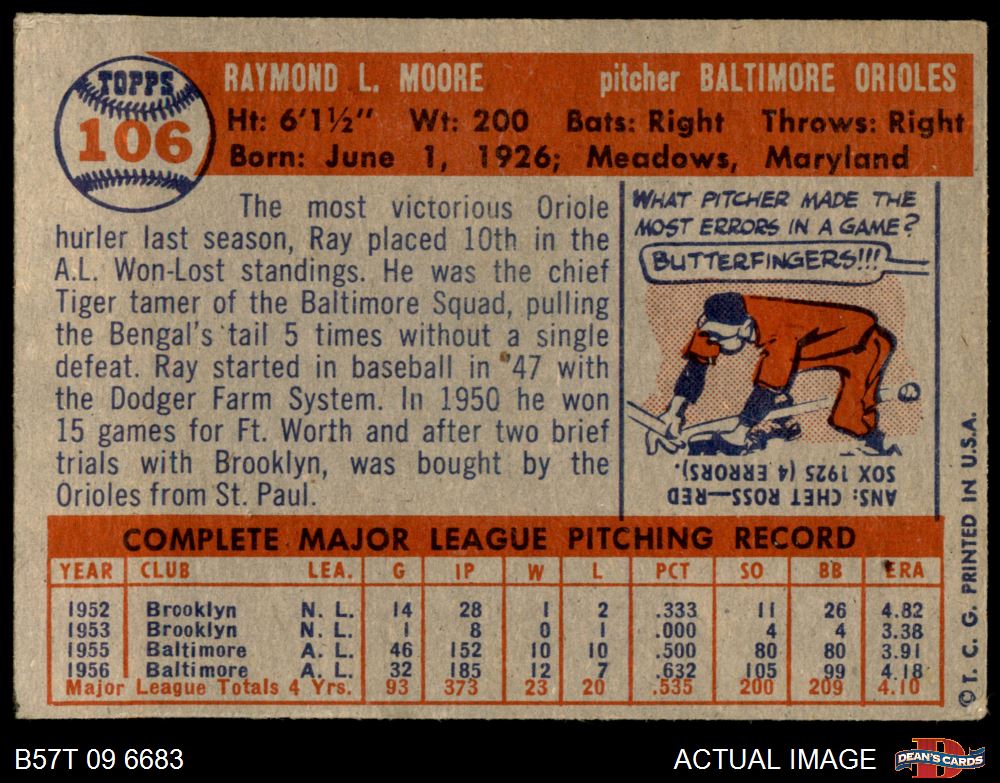 TOPPS
106
RAYMOND L. MOORE pitcher BALTIMORE ORIOLES
Ht: 6'1½" Wt: 200 Bats: Right Throws: Right
Born: June 1, 1926; Meadows, Maryland
The most victorious Oriole
hurler last season, Ray placed 10th in the
A.L. Won-Lost standings. He was the chief
Tiger tamer of the Baltimore Squad, pulling
the Bengal's tail 5 times without a single
defeat. Ray started in baseball in '47 with
the Dodger Farm System. In 1950 he won
15 games for Ft. Worth and after two brief
trials with Brooklyn, was bought by the
Orioles from St. Paul.
WHAT PITCHER MADE THE
MOST ERRORS IN A GAME?
BUTTERFINGERS!!!
ANS: CHET ROSS—RED
SOX 1925 (4 ERRORS).
COMPLETE MAJOR LEAGUE PITCHING RECORD
YEAR CLUB LEA. G IP W L PCT SO BB ERA
1952 Brooklyn N. L. 14 28 1 2 .333 11 26 4.82
1953 Brooklyn N. L. 1 8 0 1 .000 4 4 3.38
1955 Baltimore A. L. 46 152 10 10 .500 80 80 3.91
1956 Baltimore A. L. 32 185 12 7 .632 105 99 4.18
Major League Totals 4 Yrs. 93 373 23 20 .535 200 209 4.10
© T. C. G. PRINTED IN U.S.A.
B57T 09 6683 ACTUAL IMAGE
D
DEAN'S CARDS